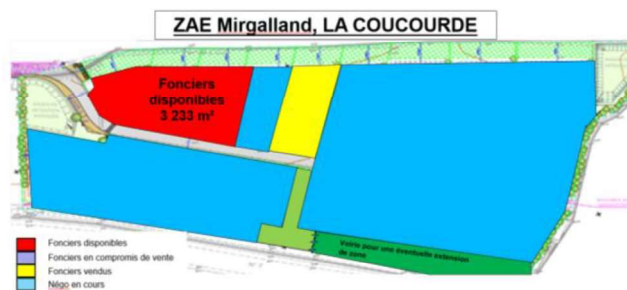 ZAE Mirgalland, LA COUCOURDE
Fonciers
disponibles
3 233 m²
Voirie pour une éventuelle extension
de zone
Fonciers disponibles
Fonciers en compromis de vente
Fonciers vendus
Négo en cours